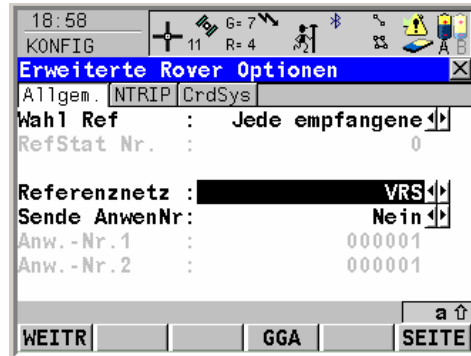 18:58
KONFIG
11
G= 7
R= 4
A B
Erweiterte Rover Optionen
Allgem. NTRIP CrdSys
Wahl Ref : Jede empfangene
RefStat Nr. : 0
Referenznetz : VRS
Sende AnwenNr: Nein
Anw.-Nr.1 : 000001
Anw.-Nr.2 : 000001
a
WEITR GGA SEITE